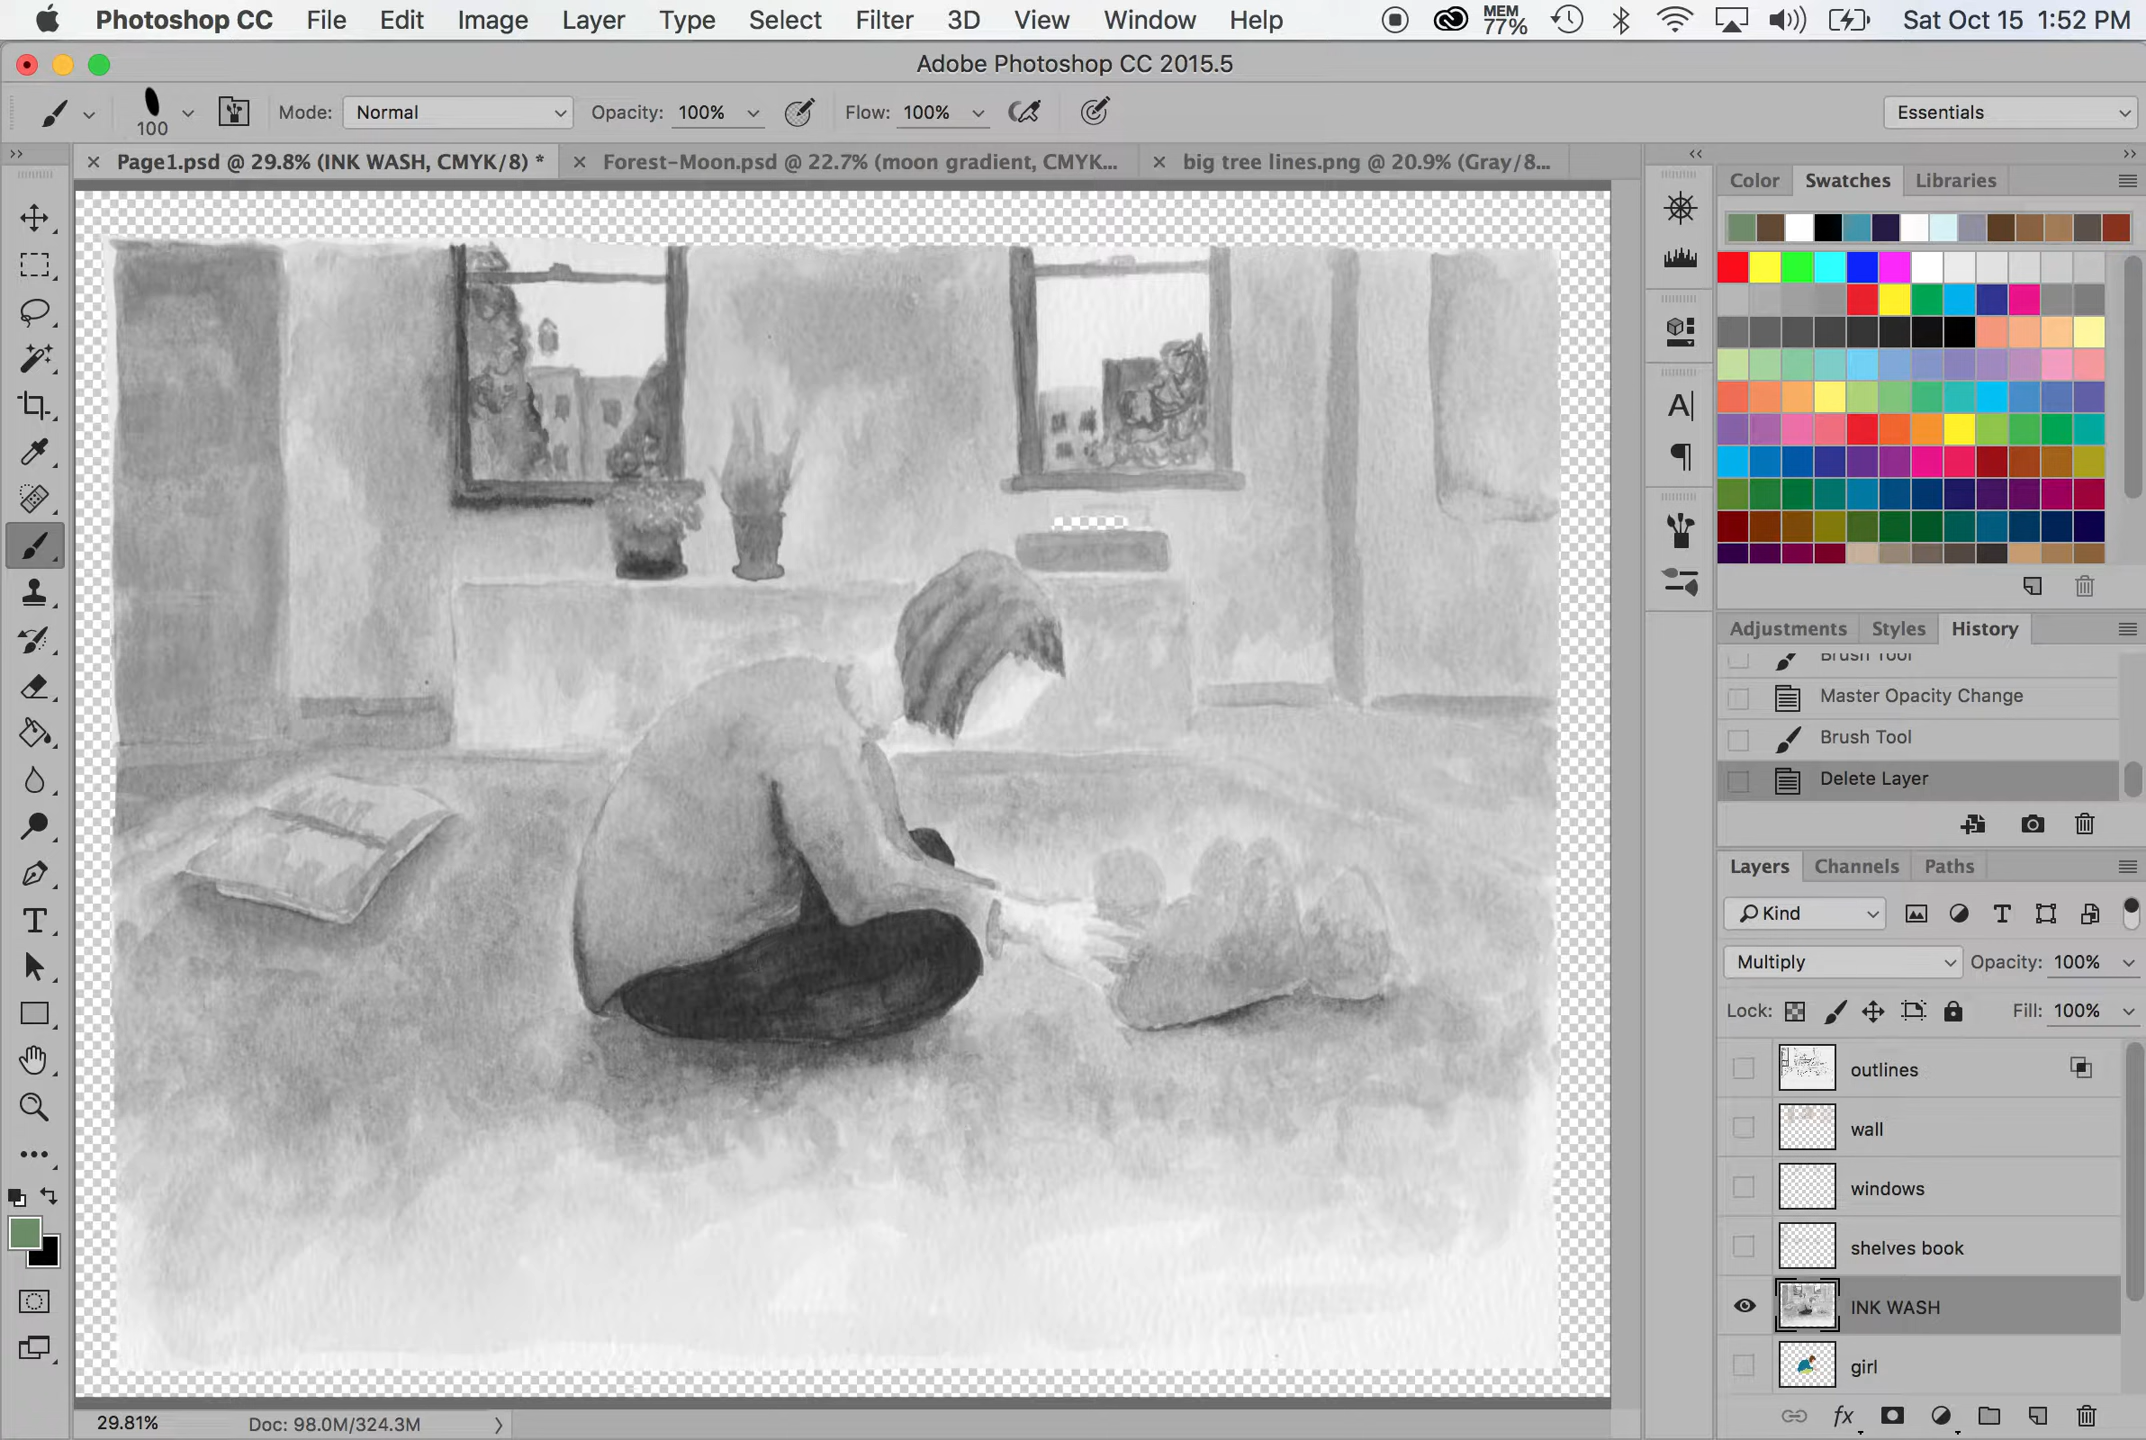 Photoshop CC File Edit Image Layer Type Select Filter 3D View Window Help MEM 77% Sat Oct 15 1:52 PM
Adobe Photoshop CC 2015.5
100 Mode: Normal Opacity: 100% Flow: 100% Essentials
Page1.psd @ 29.8% (INK WASH, CMYK/8) * Forest-Moon.psd @ 22.7% (moon gradient, CMYK... big tree lines.png @ 20.9% (Gray/8...
Color Swatches Libraries
Adjustments Styles History
Brush Tool
Master Opacity Change
Brush Tool
Delete Layer
Layers Channels Paths
Kind
Multiply Opacity: 100%
Lock: Fill: 100%
outlines
wall
windows
shelves book
INK WASH
girl
fx
29.81% Doc: 98.0M/324.3M